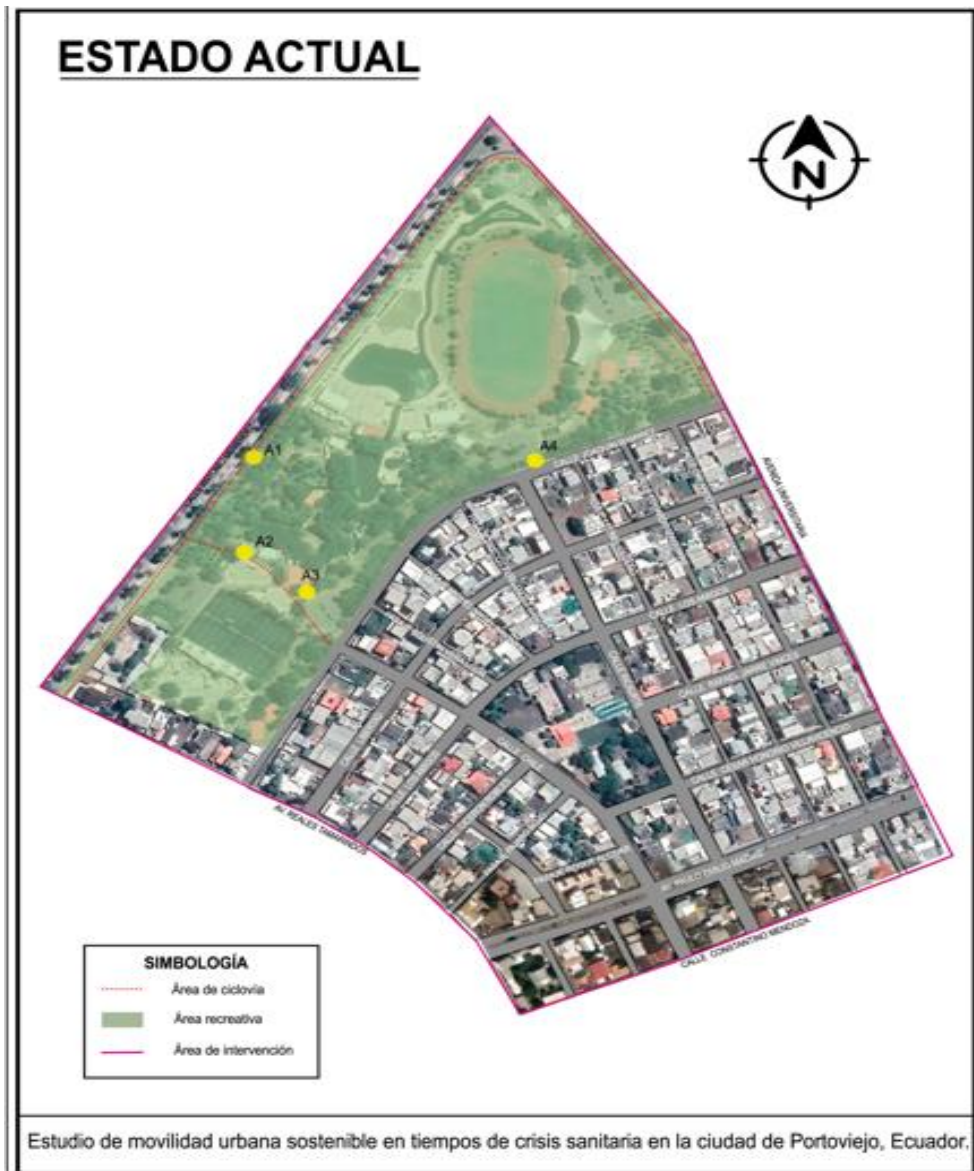 ESTADO ACTUAL
N
A1
A4
A2
A3
AV. REALES TAMARINDOS
CALLE CONSTANTINO MENDOZA
SIMBOLOGÍA
Área de ciclovía
Área recreativa
Área de intervención
Estudio de movilidad urbana sostenible en tiempos de crisis sanitaria en la ciudad de Portoviejo, Ecuador.